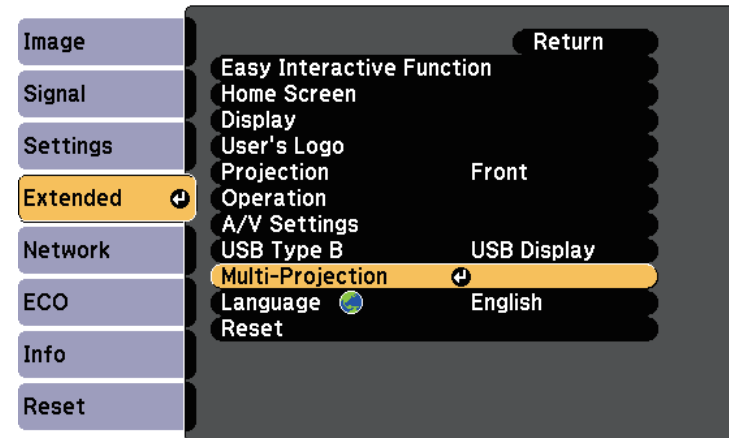 Image
Signal
Settings
Extended
Network
ECO
Info
Reset
Return
Easy Interactive Function
Home Screen
Display
User's Logo
Projection Front
Operation
A/V Settings
USB Type B USB Display
Multi-Projection
Language English
Reset